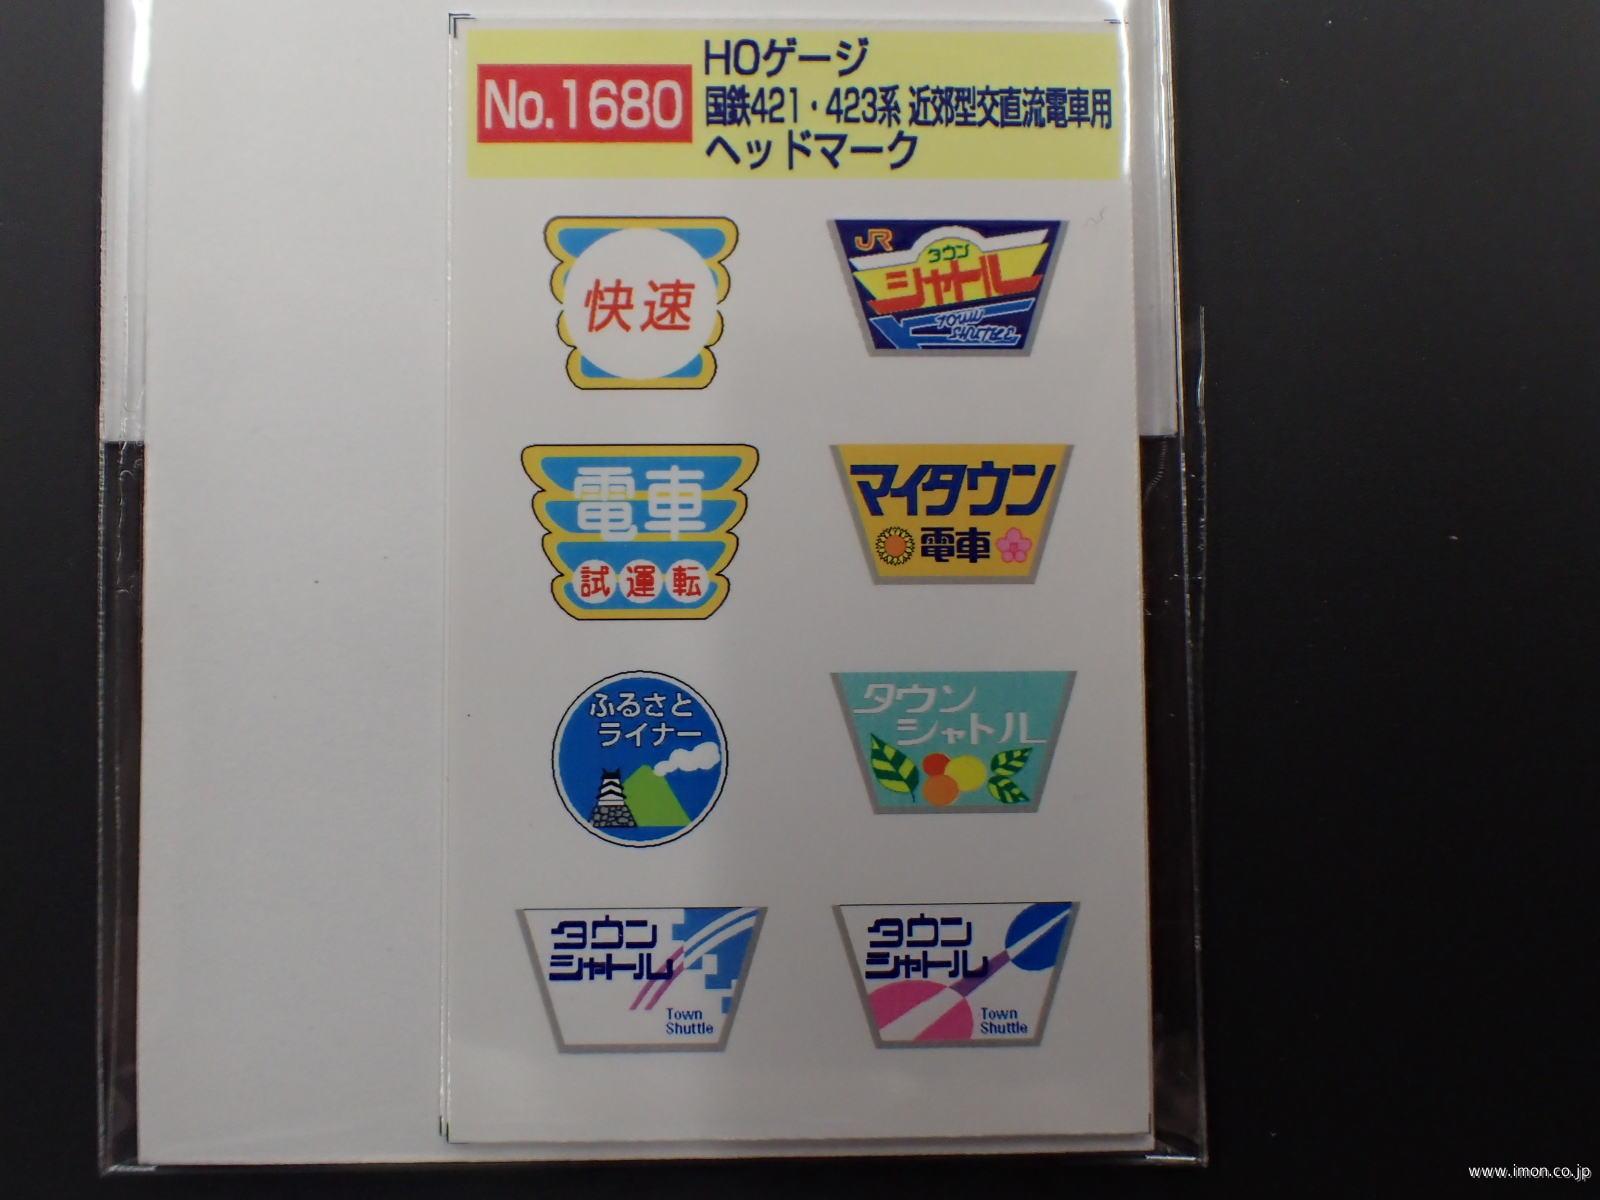 No.1680
HOゲージ
国鉄421・423系 近郊型交直流電車用
ヘッドマーク
快速
JR
タウン
シャトル
TOWN
SHUTTLE
電車
試運転
マイタウン
電車
ふるさと
ライナー
タウン
シャトル
タウン
シャトル
Town
Shuttle
タウン
シャトル
Town
Shuttle
www.imon.co.jp